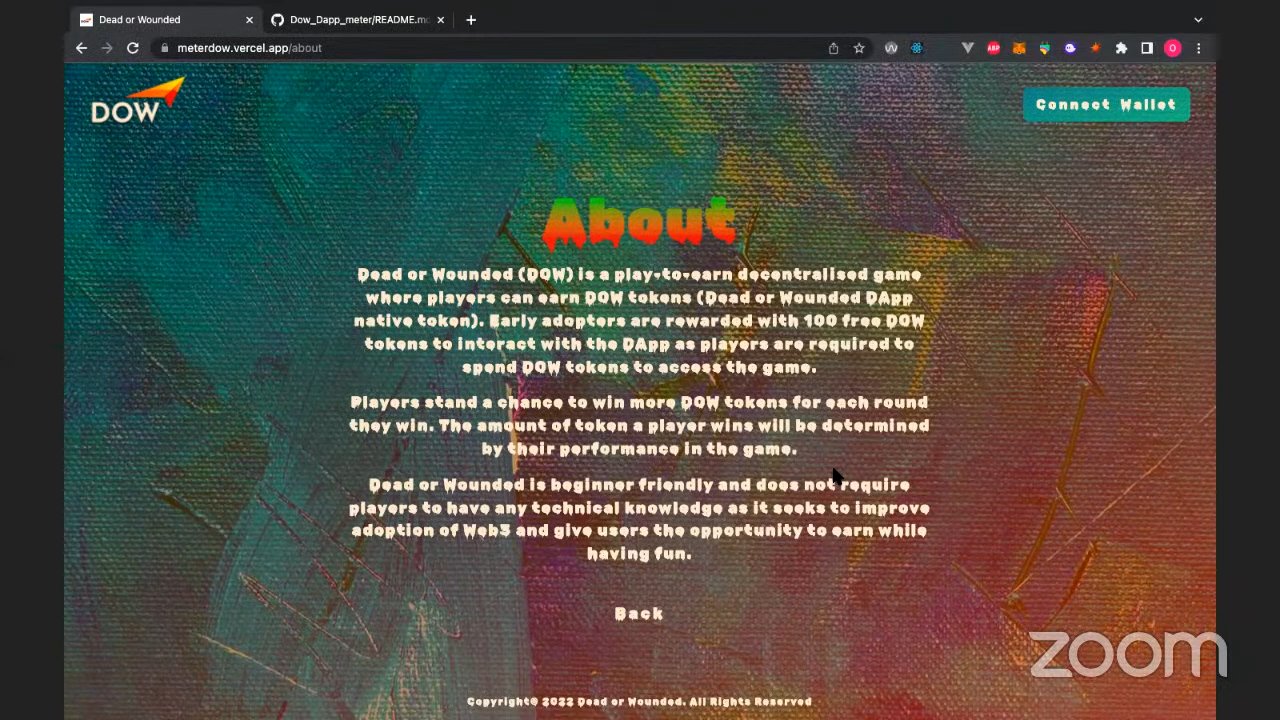 Dead or Wounded
Dow_Dapp_meter/README.md
meterdow.vercel.app/about
ABP
O
DOW
Connect Wallet
About
Dead or Wounded (DOW) is a play-to-earn decentralised game
where players can earn DOW tokens (Dead or Wounded DApp
native token). Early adopters are rewarded with 100 free DOW
tokens to interact with the DApp as players are required to
spend DOW tokens to access the game.
Players stand a chance to win more DOW tokens for each round
they win. The amount of token a player wins will be determined
by their performance in the game.
Dead or Wounded is beginner friendly and does not require
players to have any technical knowledge as it seeks to improve
adoption of Web3 and give users the opportunity to earn while
having fun.
Back
Copyright© 2022 Dead or Wounded. All Rights Reserved
zoom